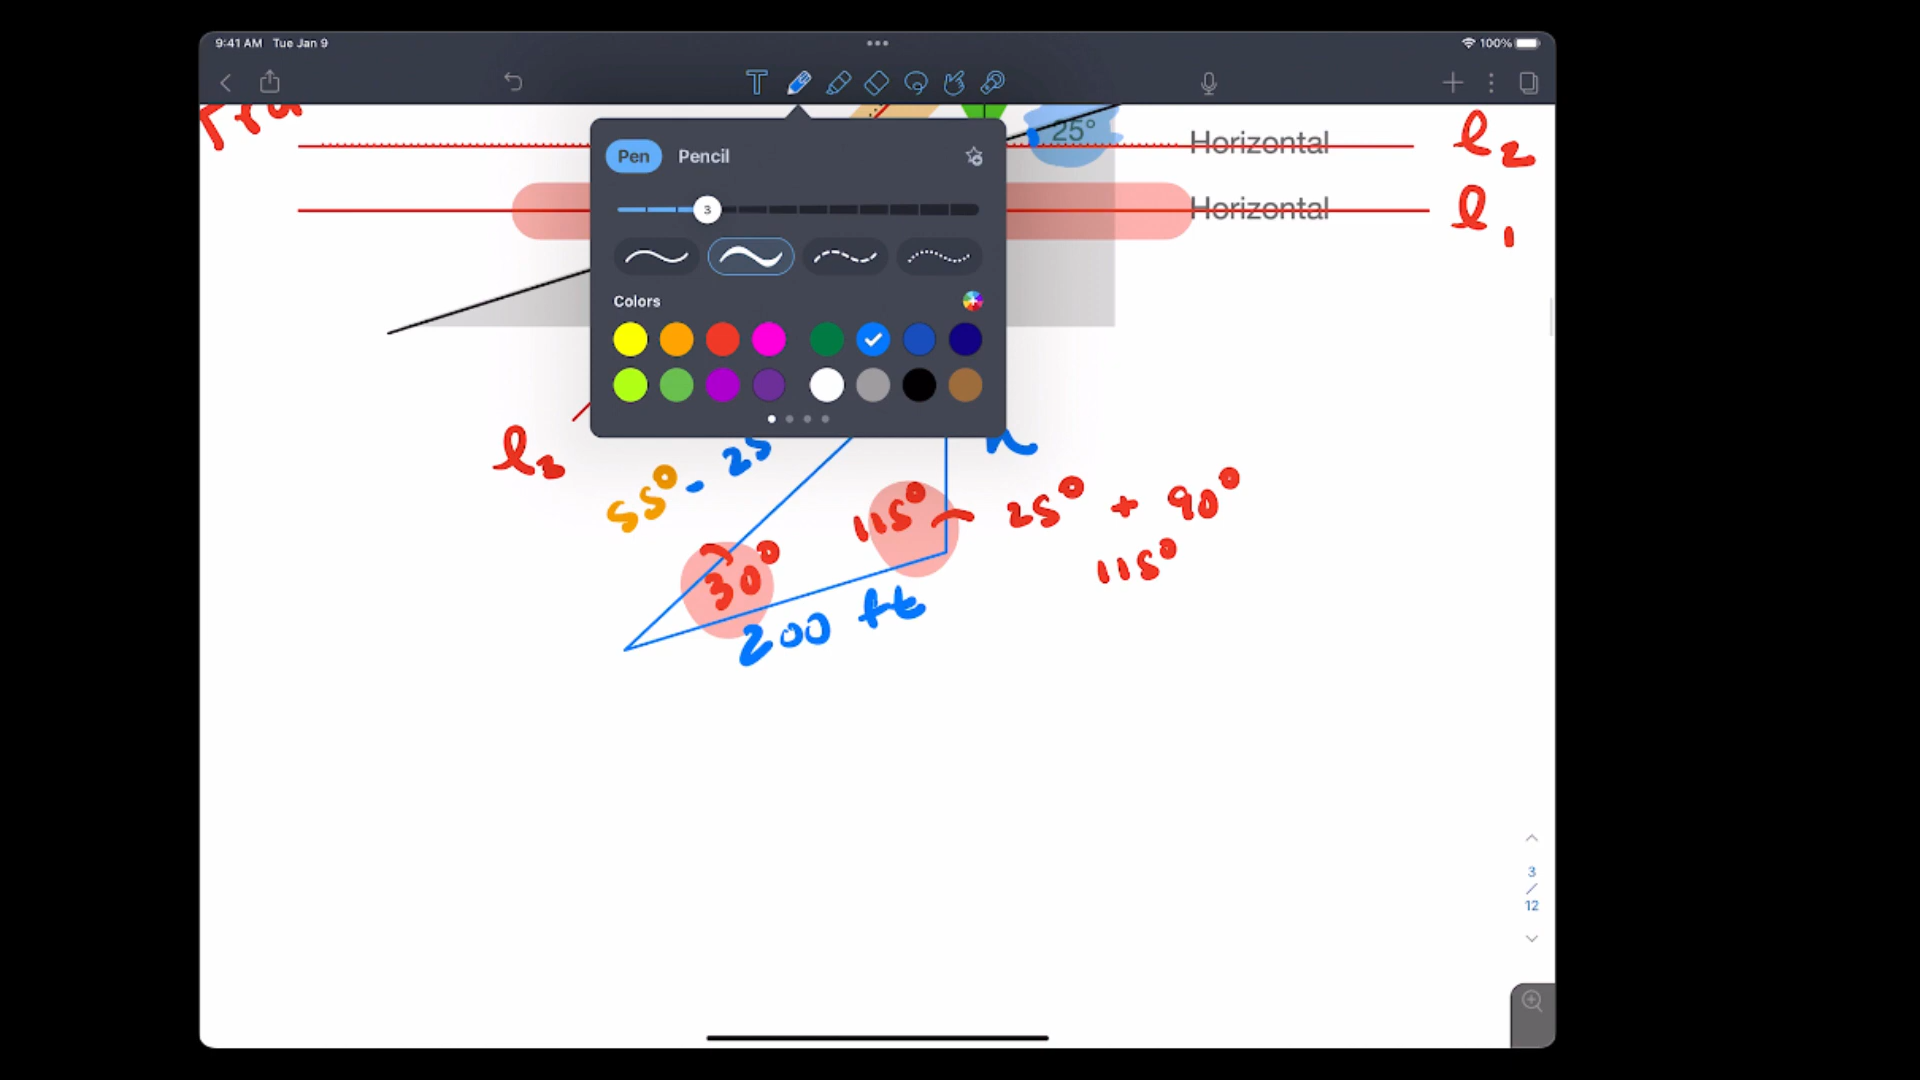 9:41 AM Tue Jan 9
100%
T
Tra
25°
Horizontal
l2
Pen Pencil
Horizontal
l1
3
Colors
l3
55° - 25
h
115°
25° + 90°
30°
115°
200 ft
3
/
12